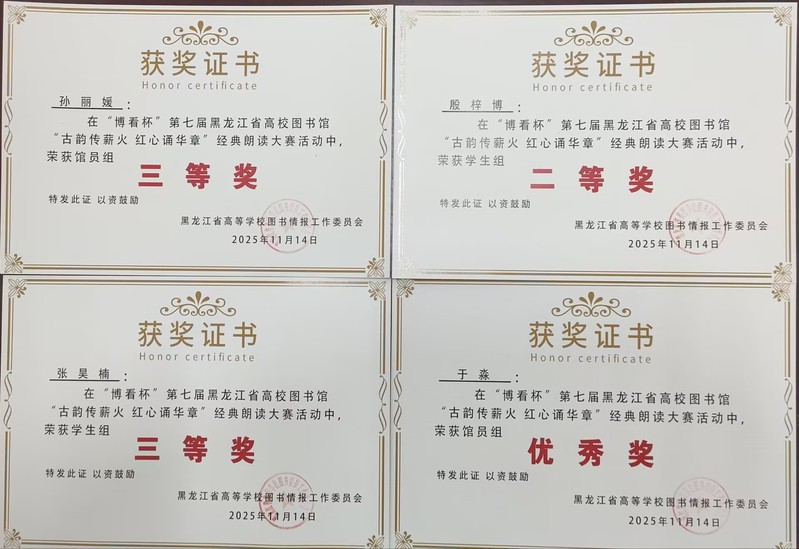 获奖证书
Honor certificate
孙丽媛：
在“博看杯”第七届黑龙江省高校图书馆
“古韵传薪火 红心诵华章”经典朗读大赛活动中，
荣获馆员组
三等奖
特发此证 以资鼓励
黑龙江省高等学校图书情报工作委员会
2025年11月14日
获奖证书
Honor certificate
殷梓博：
在“博看杯”第七届黑龙江省高校图书馆
“古韵传薪火 红心诵华章”经典朗读大赛活动中，
荣获学生组
二等奖
特发此证 以资鼓励
黑龙江省高等学校图书情报工作委员会
2025年11月14日
获奖证书
Honor certificate
张昊楠：
在“博看杯”第七届黑龙江省高校图书馆
“古韵传薪火 红心诵华章”经典朗读大赛活动中，
荣获学生组
三等奖
特发此证 以资鼓励
黑龙江省高等学校图书情报工作委员会
2025年11月14日
获奖证书
Honor certificate
于淼：
在“博看杯”第七届黑龙江省高校图书馆
“古韵传薪火 红心诵华章”经典朗读大赛活动中，
荣获馆员组
优秀奖
特发此证 以资鼓励
黑龙江省高等学校图书情报工作委员会
2025年11月14日